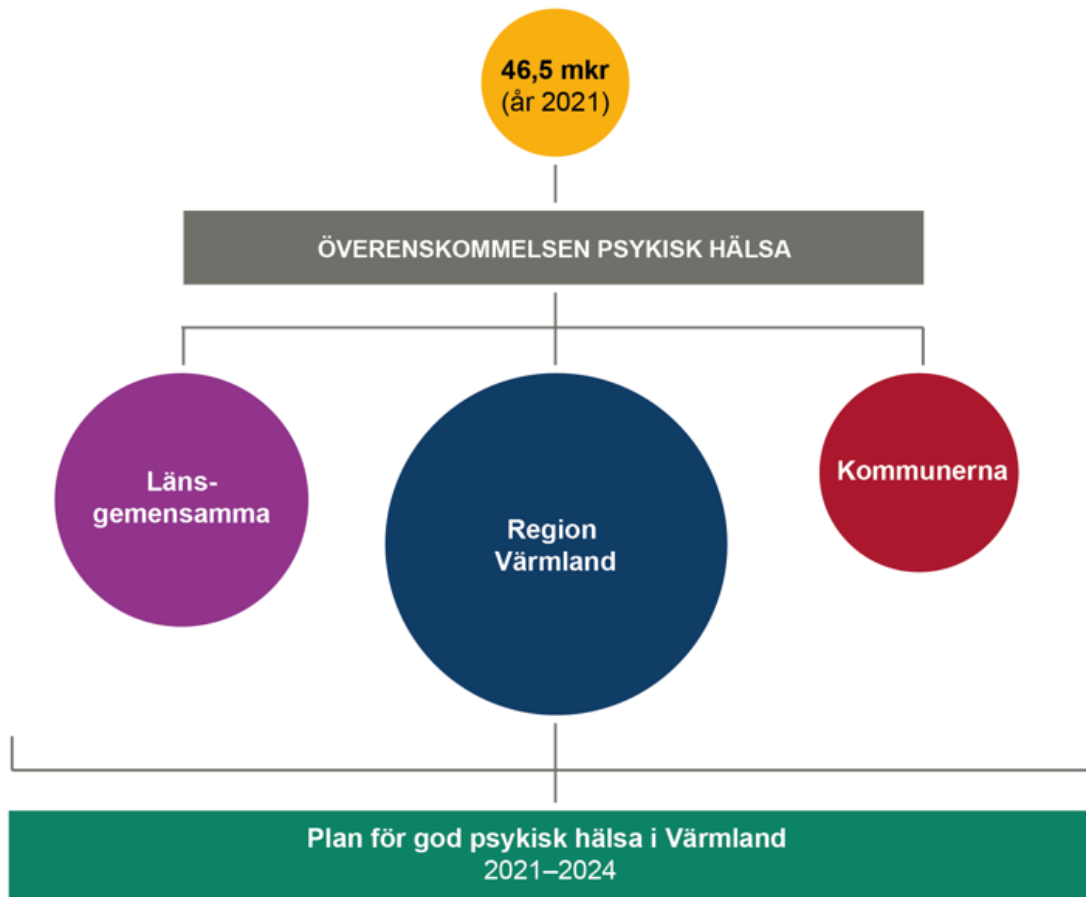 46,5 mkr
(år 2021)
ÖVERENSKOMMELSEN PSYKISK HÄLSA
Läns-
gemensamma
Region
Värmland
Kommunerna
Plan för god psykisk hälsa i Värmland
2021–2024